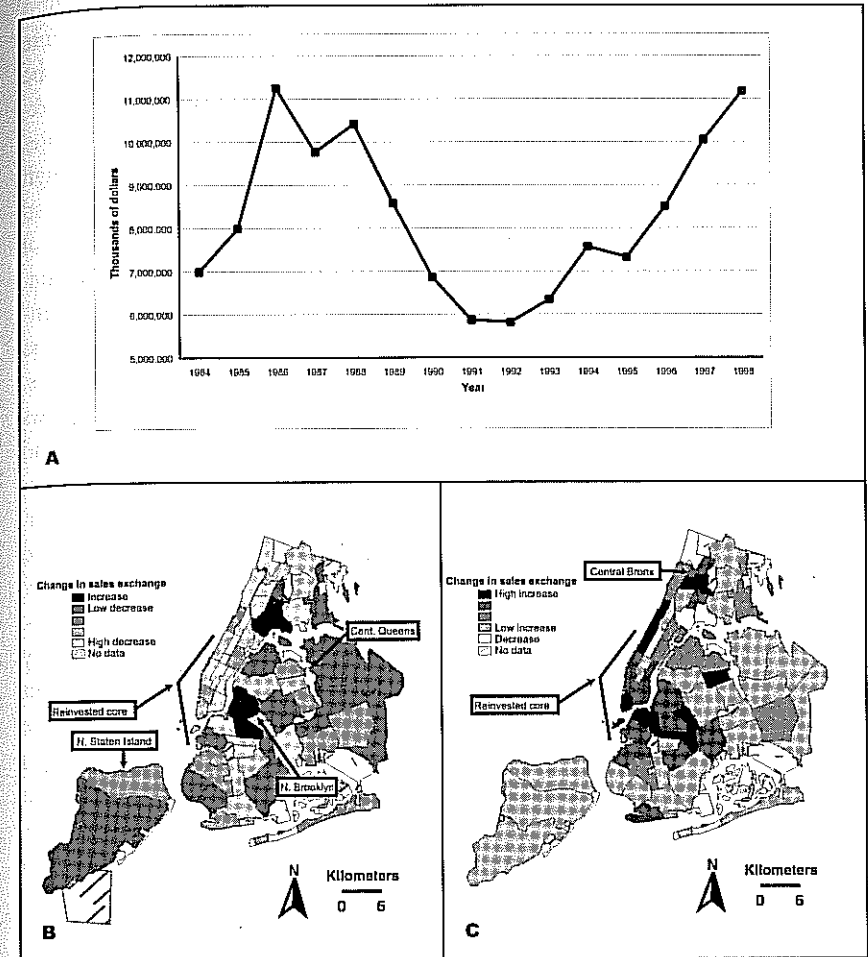 12,000,000
11,000,000
10,000,000
9,000,000
8,000,000
7,000,000
6,000,000
5,000,000
Thousands of dollars
1984 1985 1986 1987 1988 1989 1990 1991 1992 1993 1994 1995 1996 1997 1998
Year
A
Change in sales exchange
Increase
Low decrease
High decrease
No data
Cent. Queens
Reinvested core
N. Staten Island
N. Brooklyn
N
Kilometers
0 6
B
Central Bronx
Change in sales exchange
High increase
Low increase
Decrease
No data
Reinvested core
N
Kilometers
0 6
C